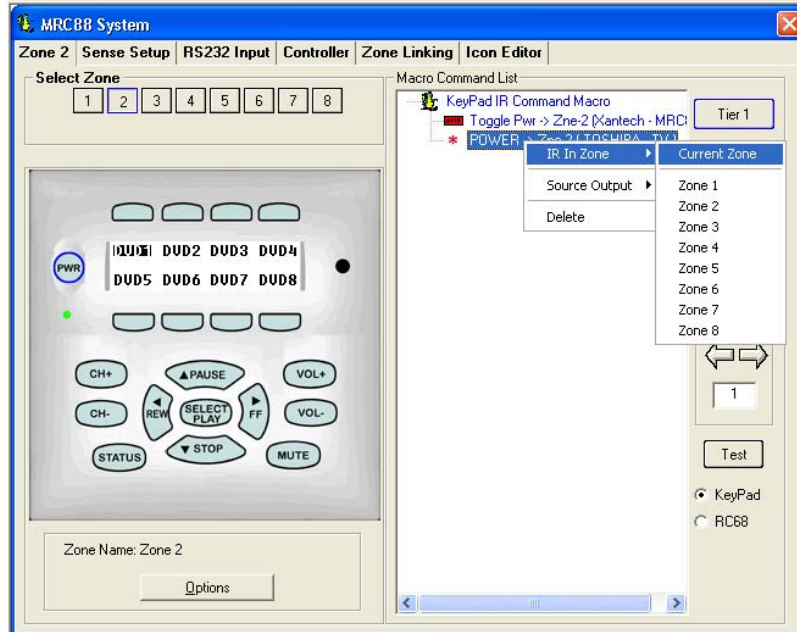 MRC88 System
Zone 2 Sense Setup RS232 Input Controller Zone Linking Icon Editor
Select Zone
1 2 3 4 5 6 7 8
Macro Command List
KeyPad IR Command Macro
Toggle Pwr -> Zne-2 (Xantech - MRC8
POWER -> Zne-2 ( TOSHIBA - TV )
Tier 1
IR In Zone
Source Output
Delete
Current Zone
Zone 1
Zone 2
Zone 3
Zone 4
Zone 5
Zone 6
Zone 7
Zone 8
DVD2 DVD3 DVD4
DVD5 DVD6 DVD7 DVD8
PWR
CH+ PAUSE VOL+
CH- REW SELECT PLAY FF VOL-
STATUS STOP MUTE
1
Test
KeyPad
RC68
Zone Name: Zone 2
Options